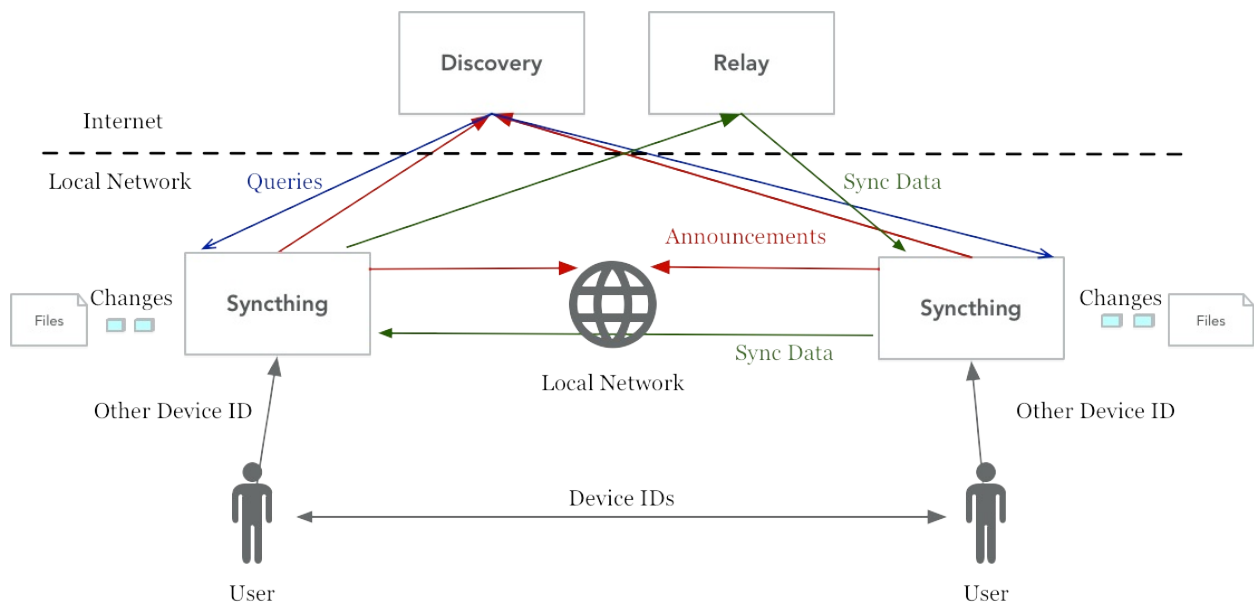 Discovery
Relay
Internet
Local Network
Queries
Sync Data
Announcements
Changes
Files
Syncthing
Syncthing
Changes
Files
Sync Data
Local Network
Other Device ID
Other Device ID
Device IDs
User
User